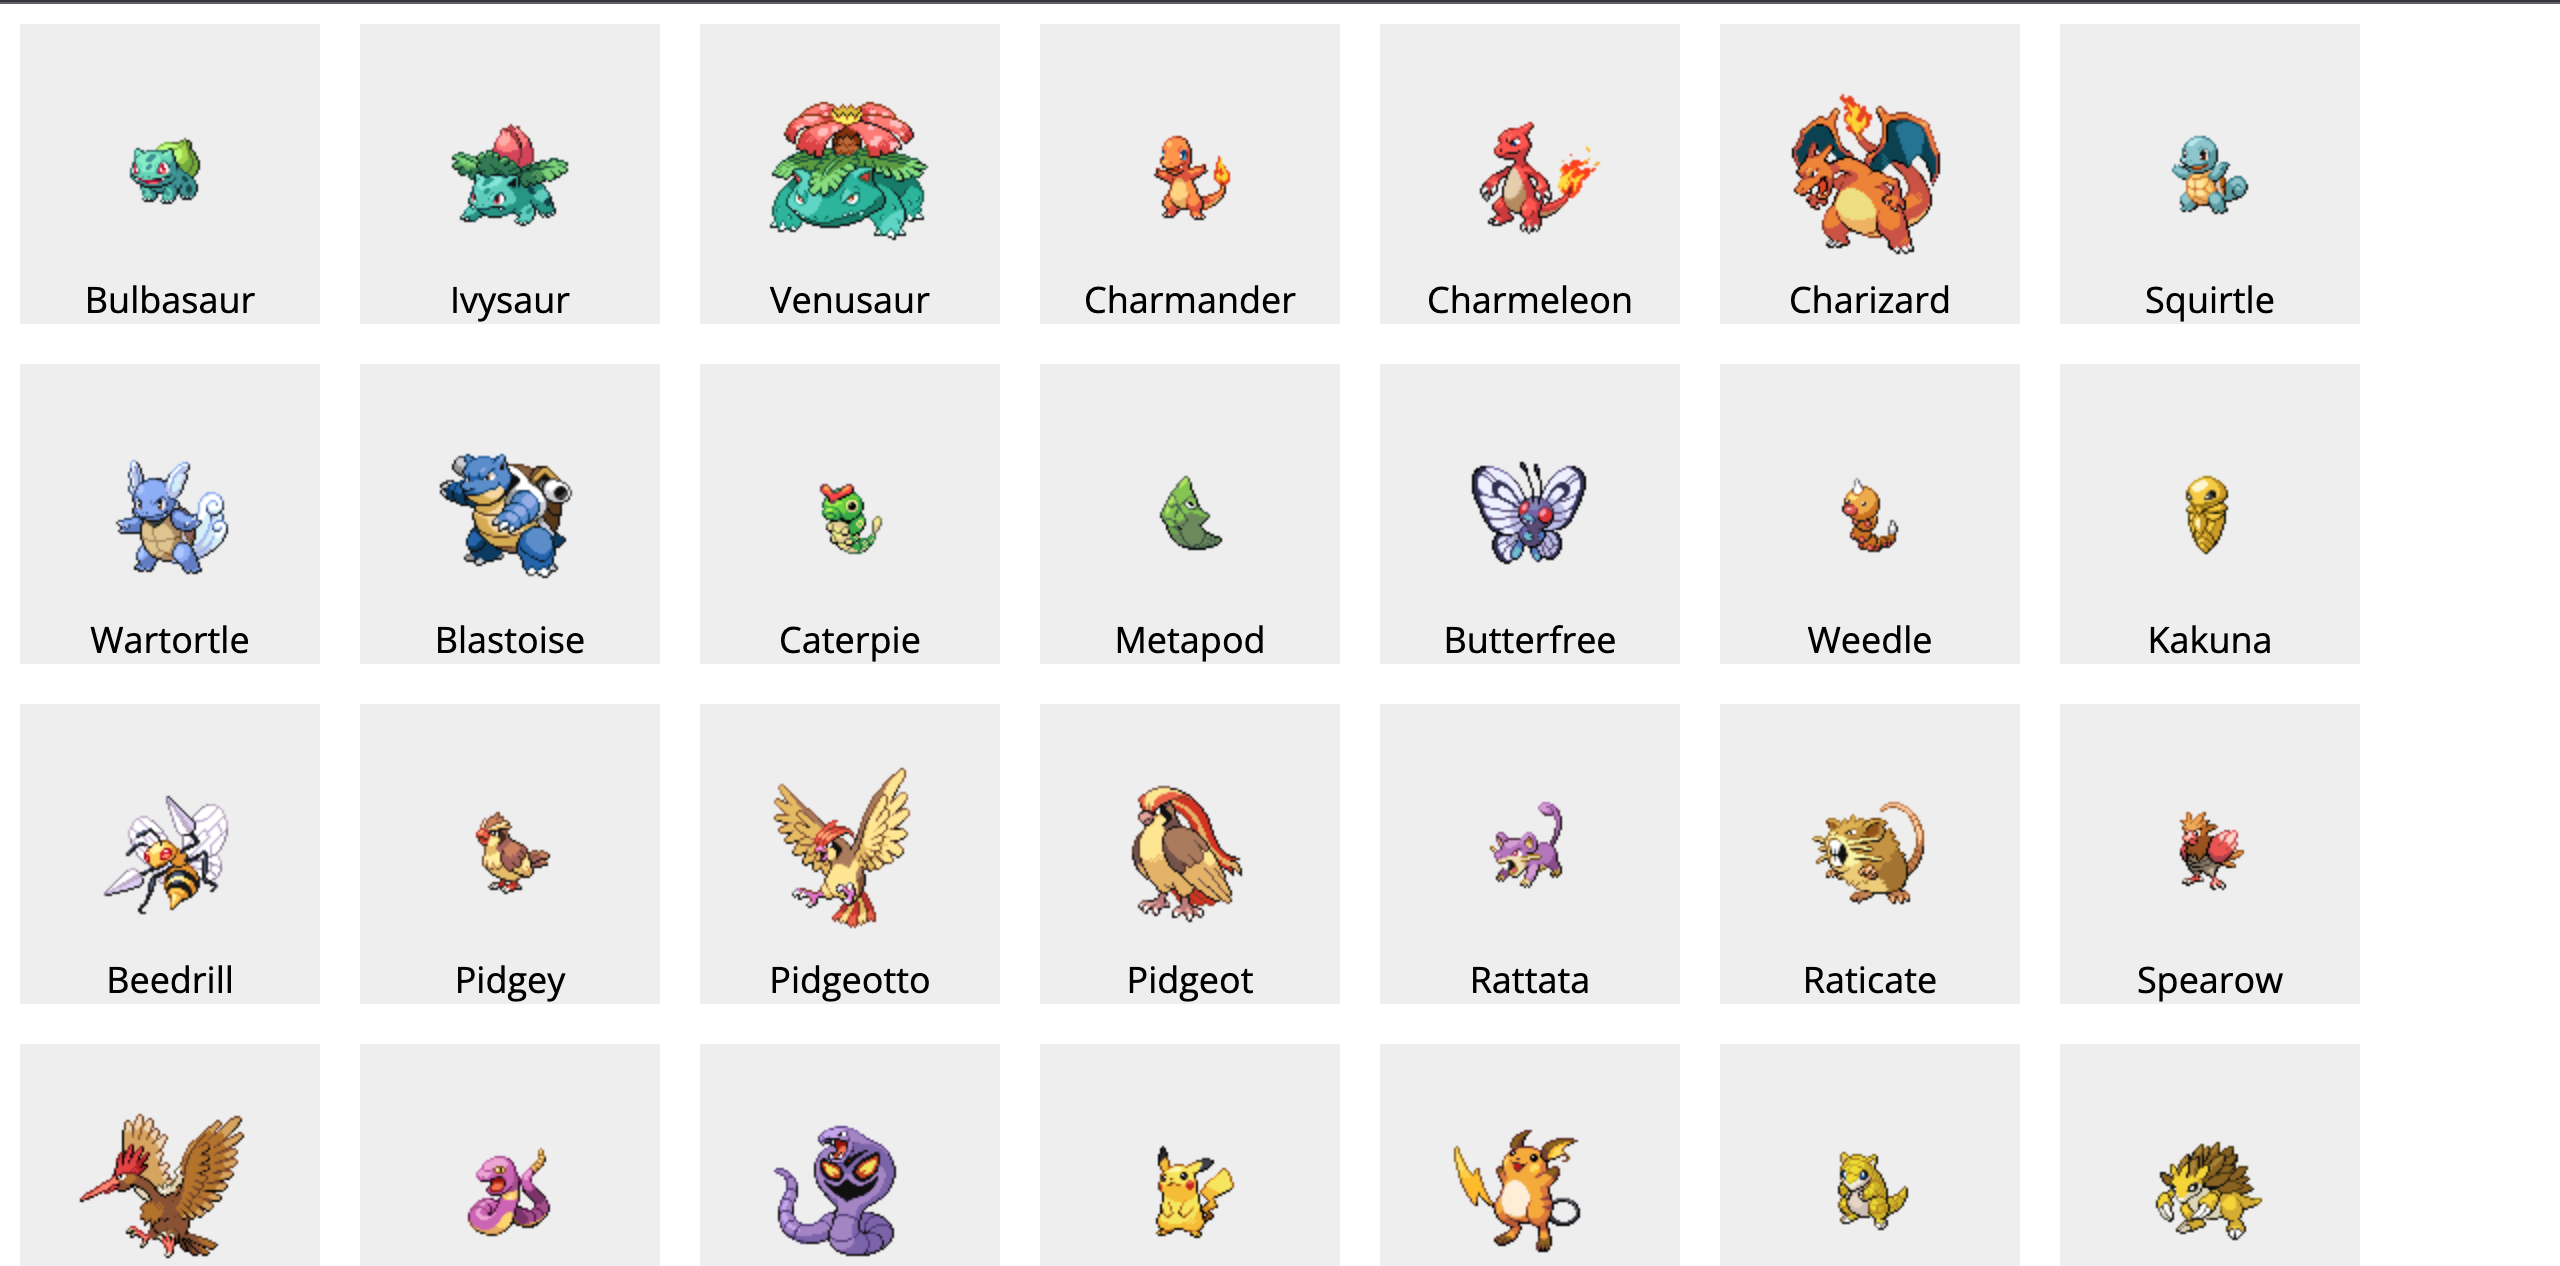 Bulbasaur Ivysaur Venusaur Charmander Charmeleon Charizard Squirtle
Wartortle Blastoise Caterpie Metapod Butterfree Weedle Kakuna
Beedrill Pidgey Pidgeotto Pidgeot Rattata Raticate Spearow